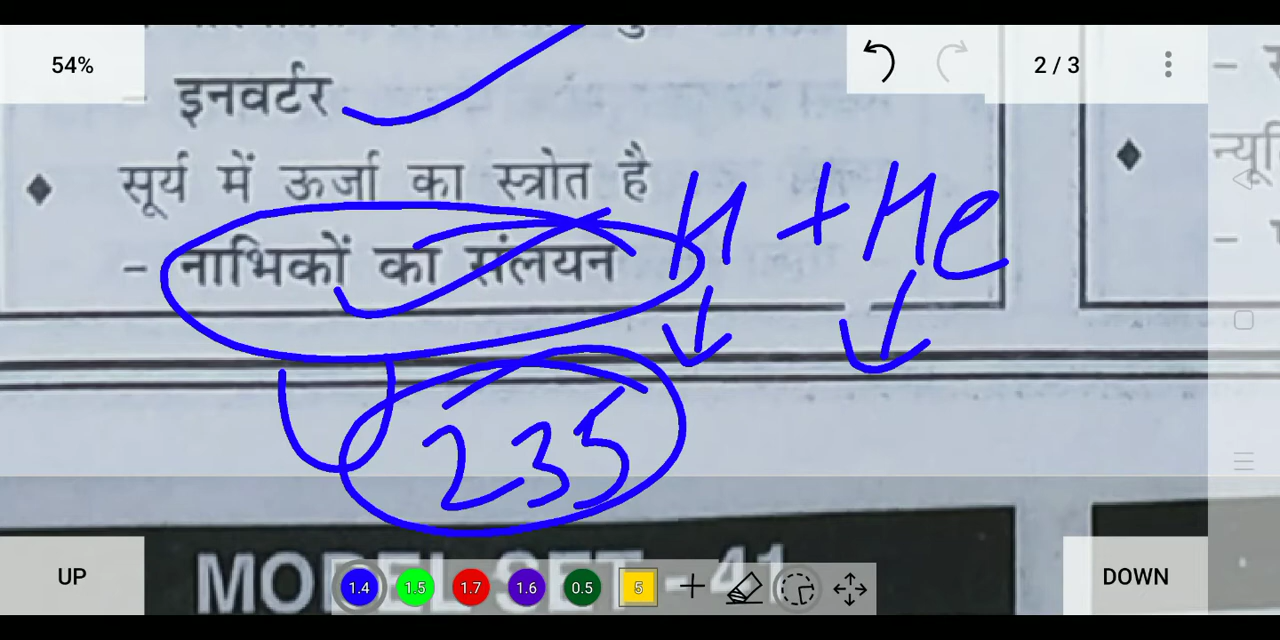 54%
2 / 3
– इनवर्टर
♦ सूर्य में ऊर्जा का स्त्रोत है
– नाभिकों का संलयन
H + He
U 235
MODEL SET - 41
UP
1.4 1.5 1.7 1.6 0.5 5
DOWN